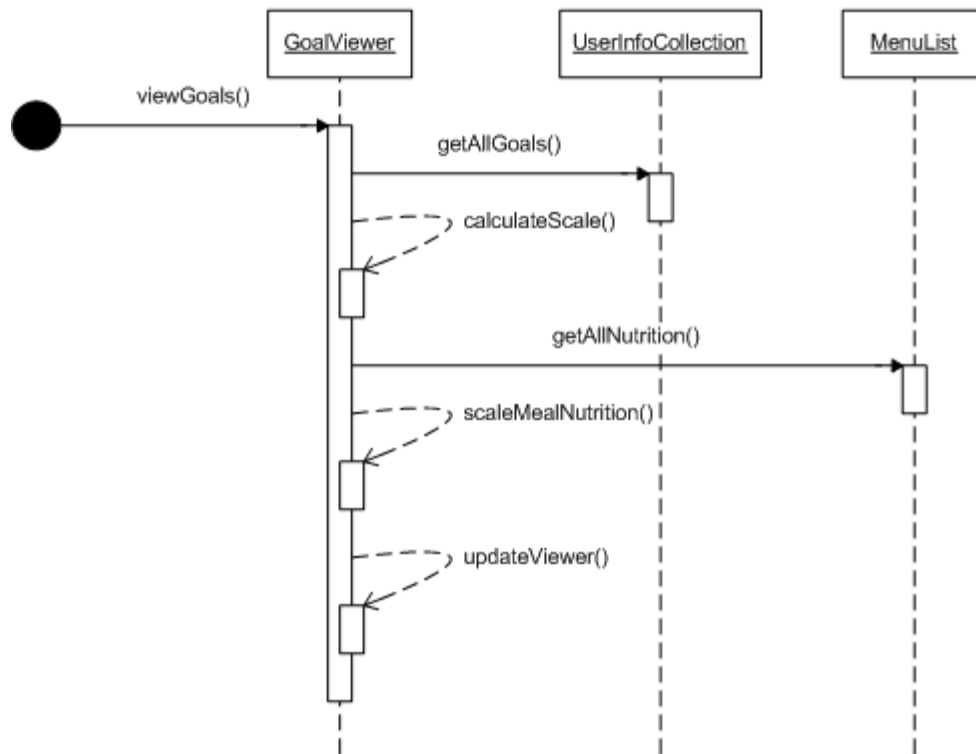 GoalViewer
UserInfoCollection
MenuList
viewGoals()
getAllGoals()
calculateScale()
getAllNutrition()
scaleMealNutrition()
updateViewer()